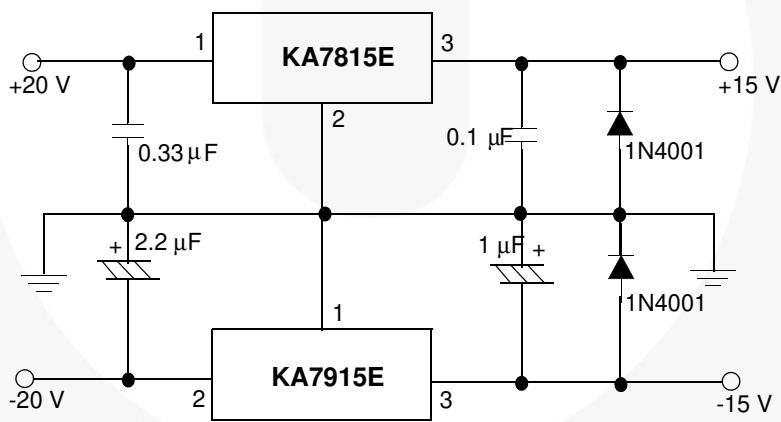 1
KA7815E
3
+20 V
+15 V
2
0.33 μF
0.1 μF
1N4001
+ 2.2 μF
1 μF +
1
1N4001
KA7915E
-20 V
2
3
-15 V